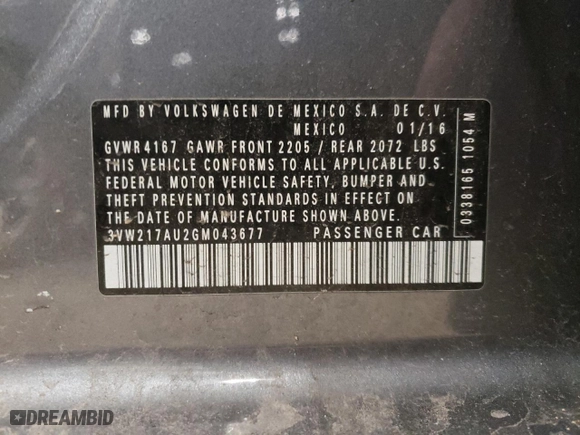 MFD BY VOLKSWAGEN DE MEXICO S.A. DE C.V.
MEXICO 01/16
GVWR 4167 GAWR FRONT 2205 / REAR 2072 LBS
THIS VEHICLE CONFORMS TO ALL APPLICABLE U.S.
FEDERAL MOTOR VEHICLE SAFETY, BUMPER AND
THEFT PREVENTION STANDARDS IN EFFECT ON
THE DATE OF MANUFACTURE SHOWN ABOVE.
3VW217AU2GM043677 PASSENGER CAR
0338165 1054 M
DREAMBID